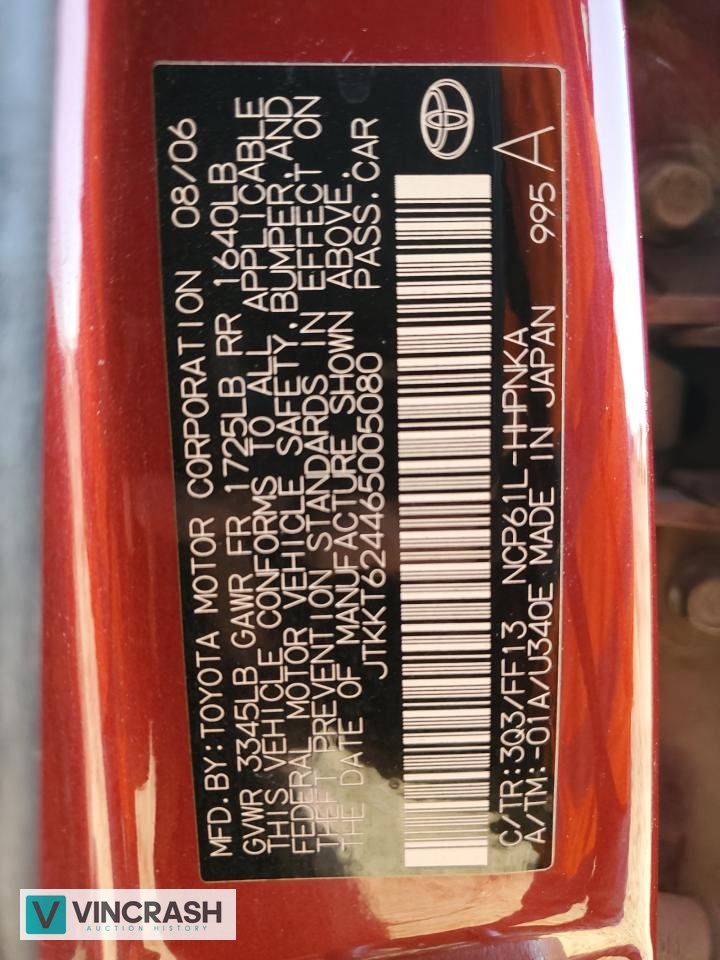 MFD.BY:TOYOTA MOTOR CORPORATION 08/06
GVWR 3345LB GAWR FR 1725LB RR 1640LB
THIS VEHICLE CONFORMS TO ALL APPLICABLE
FEDERAL MOTOR VEHICLE SAFETY, BUMPER, AND
THEFT PREVENTION STANDARDS IN EFFECT ON
THE DATE OF MANUFACTURE SHOWN ABOVE.
JTKKT624465005080 PASS.CAR
C/TR:3Q3/FF13 NCP61L-HHPNKA
A/TM:-01A/U340E MADE IN JAPAN 995 A
VINCRASH
AUCTION HISTORY